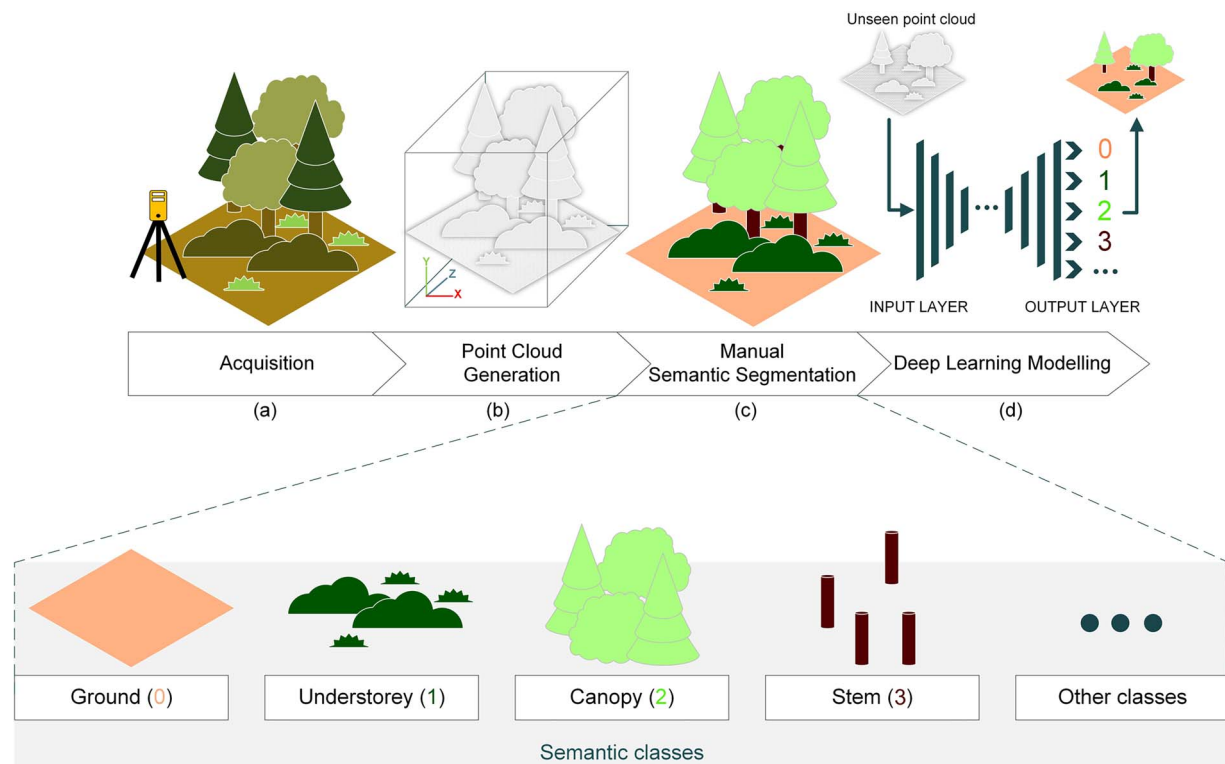 Unseen point cloud
0
1
2
3
...
Y
Z
X
INPUT LAYER
OUTPUT LAYER
Acquisition
Point Cloud
Generation
Manual
Semantic Segmentation
Deep Learning Modelling
(a)
(b)
(c)
(d)
Ground (0)
Understorey (1)
Canopy (2)
Stem (3)
Other classes
Semantic classes